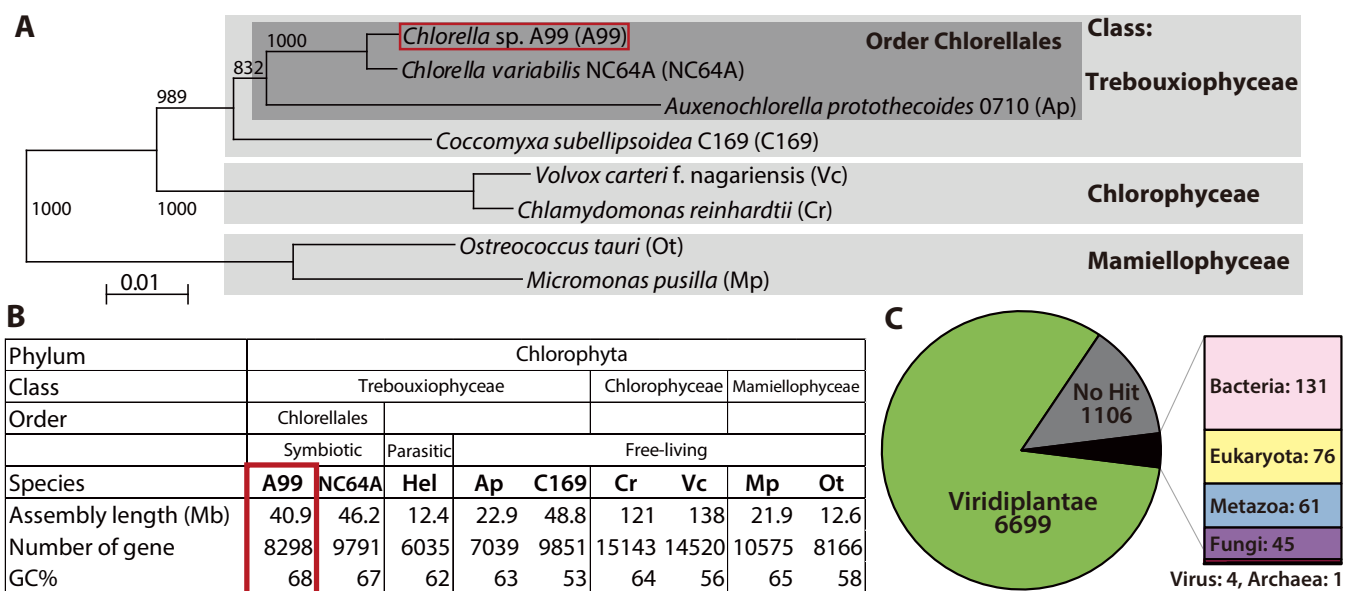 A
1000
Chlorella sp. A99 (A99)
Order Chlorellales
Class:
832
Chlorella variabilis NC64A (NC64A)
Trebouxiophyceae
989
Auxenochlorella protothecoides 0710 (Ap)
Coccomyxa subellipsoidea C169 (C169)
Volvox carteri f. nagariensis (Vc)
Chlorophyceae
1000
1000
Chlamydomonas reinhardtii (Cr)
Ostreococcus tauri (Ot)
Mamiellophyceae
Micromonas pusilla (Mp)
0.01
B
Phylum Chlorophyta
Class Trebouxiophyceae Chlorophyceae Mamiellophyceae
Order Chlorellales
Symbiotic Parasitic Free-living
Species A99 NC64A Hel Ap C169 Cr Vc Mp Ot
Assembly length (Mb) 40.9 46.2 12.4 22.9 48.8 121 138 21.9 12.6
Number of gene 8298 9791 6035 7039 9851 15143 14520 10575 8166
GC% 68 67 62 63 53 64 56 65 58
C
No Hit
1106
Viridiplantae
6699
Bacteria: 131
Eukaryota: 76
Metazoa: 61
Fungi: 45
Virus: 4, Archaea: 1